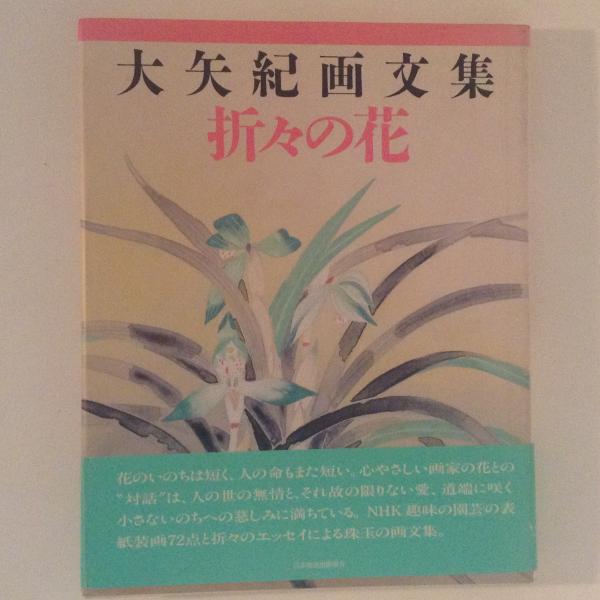 大矢紀画文集
折々の花
花のいのちは短く、人の命もまた短い。心やさしい画家の花との
“対話”は、人の世の無情と、それ故の限りない愛、道端に咲く
小さないのちへの慈しみに満ちている。NHK趣味の園芸の表
紙装画72点と折々のエッセイによる珠玉の画文集。